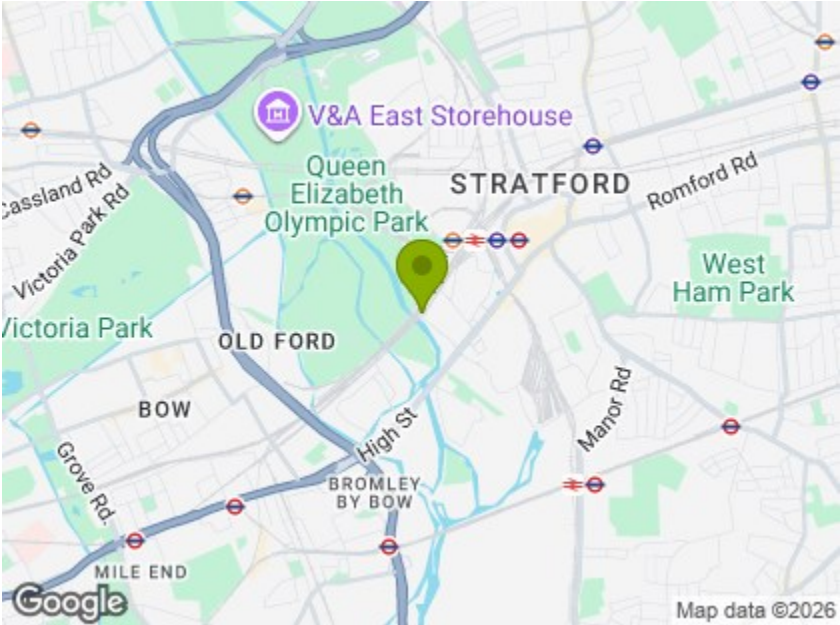 V&A East Storehouse
Queen
Elizabeth
Olympic Park
STRATFORD
Romford Rd
Cassland Rd
Victoria Park Rd
West
Ham Park
Victoria Park
OLD FORD
BOW
High St
Manor Rd
Grove Rd.
BROMLEY
BY BOW
MILE END
Google
Map data ©2026